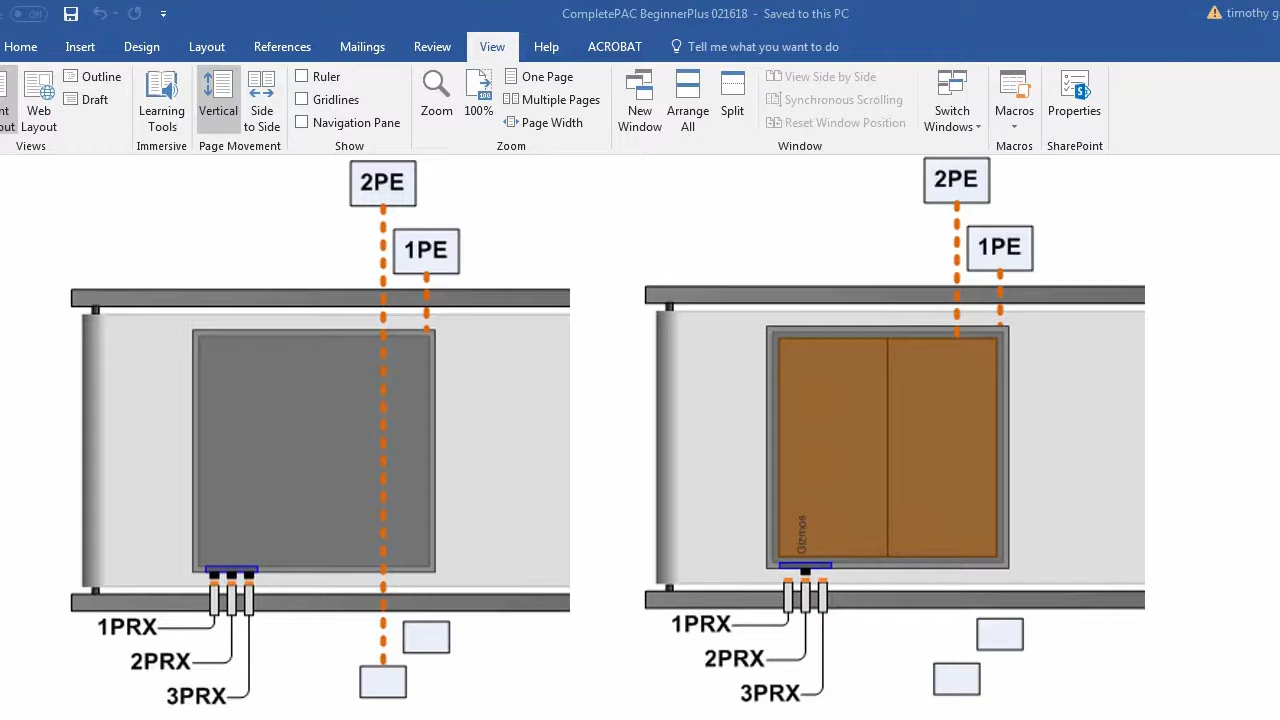 Off
CompletePAC BeginnerPlus 021618 - Saved to this PC
timothy g
Home Insert Design Layout References Mailings Review View Help ACROBAT Tell me what you want to do
nt
out
Web
Layout
Outline
Draft
Views
Learning
Tools
Immersive
Vertical
Side
to Side
Page Movement
Ruler
Gridlines
Navigation Pane
Show
Zoom
100
100%
One Page
Multiple Pages
Page Width
Zoom
New
Window
Arrange
All
Split
View Side by Side
Synchronous Scrolling
Reset Window Position
Switch
Windows
Window
Macros
Macros
Properties
SharePoint
2PE
1PE
1PRX
2PRX
3PRX
2PE
1PE
Gizmos
1PRX
2PRX
3PRX